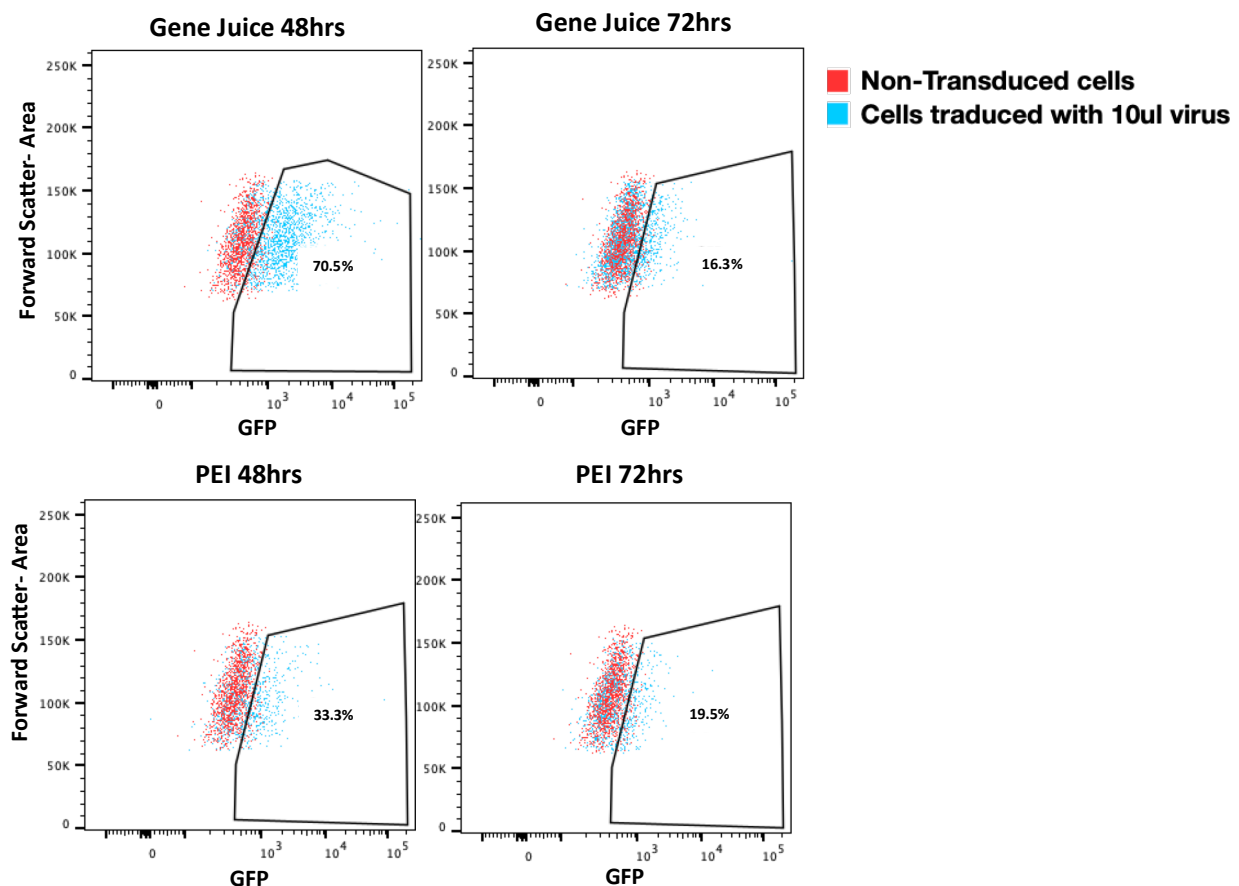 Gene Juice 48hrs
Gene Juice 72hrs
Non-Transduced cells
Cells traduced with 10ul virus
Forward Scatter- Area
250K
200K
150K
100K
50K
0
70.5%
0 10³ 10⁴ 10⁵
GFP
250K
200K
150K
100K
50K
0
16.3%
0 10³ 10⁴ 10⁵
GFP
PEI 48hrs
PEI 72hrs
Forward Scatter- Area
250K
200K
150K
100K
50K
0
33.3%
0 10³ 10⁴ 10⁵
GFP
250K
200K
150K
100K
50K
0
19.5%
0 10³ 10⁴ 10⁵
GFP